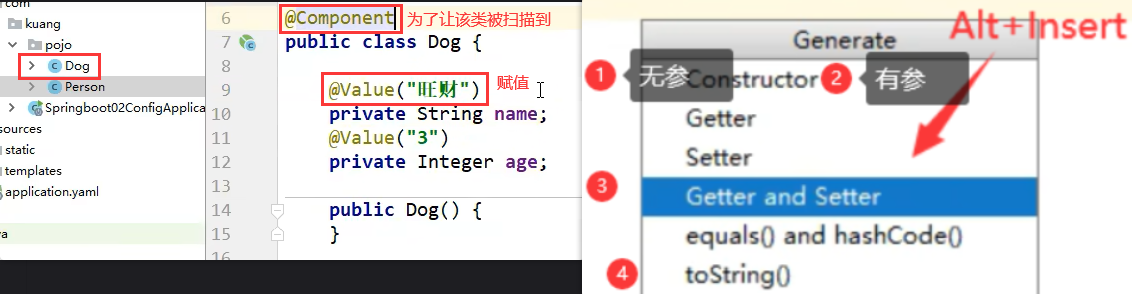 com
kuang
pojo
Dog
Person
Springboot02ConfigApplica
sources
static
templates
application.yaml
va
6 @Component 为了让该类被扫描到
7 public class Dog {
8
9 @Value("旺财") 赋值
10 private String name;
11 @Value("3")
12 private Integer age;
13
14 public Dog() {
15 }
Alt+Insert
Generate
1 无参 Constructor 2 有参
Getter
Setter
3 Getter and Setter
equals() and hashCode()
4 toString()